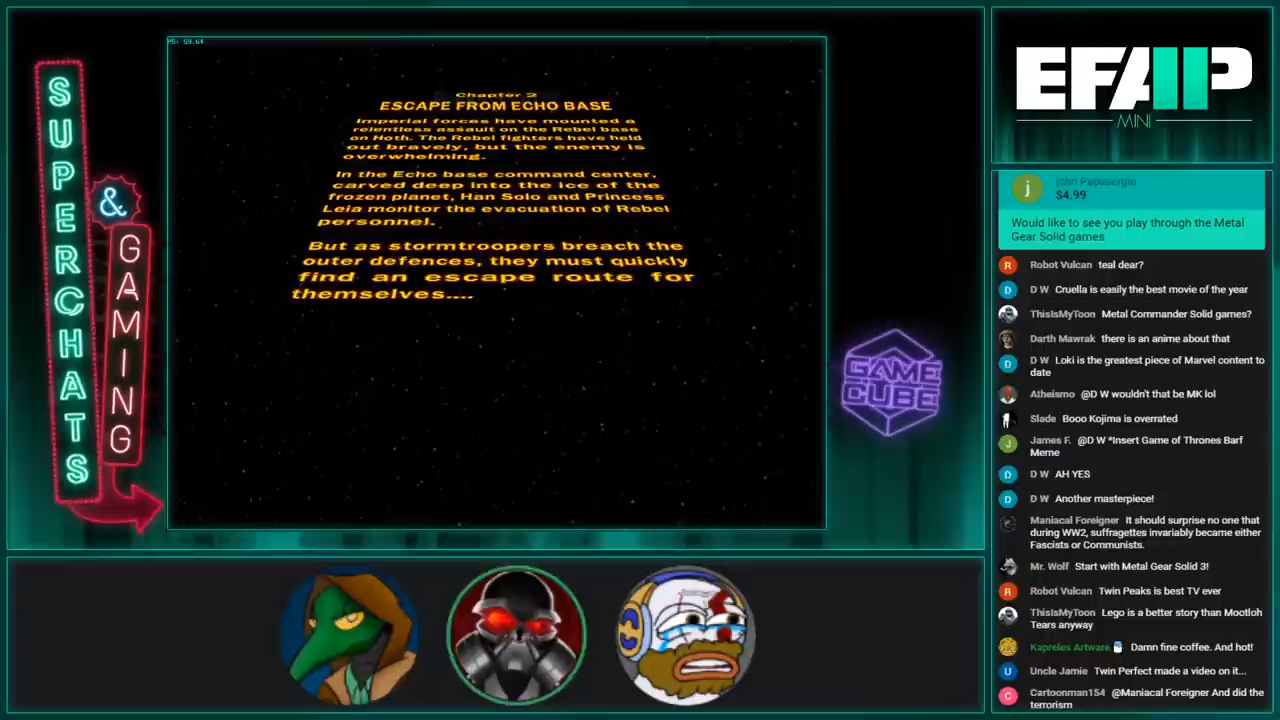 SUPERCHATS
&
GAMING
PS: 59.64
Chapter 2
ESCAPE FROM ECHO BASE
Imperial forces have mounted a
relentless assault on the Rebel base
on Hoth. The Rebel fighters have held
out bravely, but the enemy is
overwhelming.
In the Echo base command center,
carved deep into the ice of the
frozen planet, Han Solo and Princess
Leia monitor the evacuation of Rebel
personnel.
But as stormtroopers breach the
outer defences, they must quickly
find an escape route for
themselves....
GAME
CUBE
EFAP
MINI
j
john Papasergio
$4.99
Would like to see you play through the Metal
Gear Solid games
R Robot Vulcan teal dear?
D D W Cruella is easily the best movie of the year
ThisIsMyToon Metal Commander Solid games?
Darth Mawrak there is an anime about that
D D W Loki is the greatest piece of Marvel content to
date
Atheismo @D W wouldn't that be MK lol
Slade Booo Kojima is overrated
J James F. @D W *Insert Game of Thrones Barf
Meme
D D W AH YES
D D W Another masterpiece!
Maniacal Foreigner It should surprise no one that
during WW2, suffragettes invariably became either
Fascists or Communists.
Mr. Wolf Start with Metal Gear Solid 3!
R Robot Vulcan Twin Peaks is best TV ever
ThisIsMyToon Lego is a better story than Mootloh
Tears anyway
Kapreles Artware Damn fine coffee. And hot!
U Uncle Jamie Twin Perfect made a video on it...
C Cartoonman154 @Maniacal Foreigner And did the
terrorism